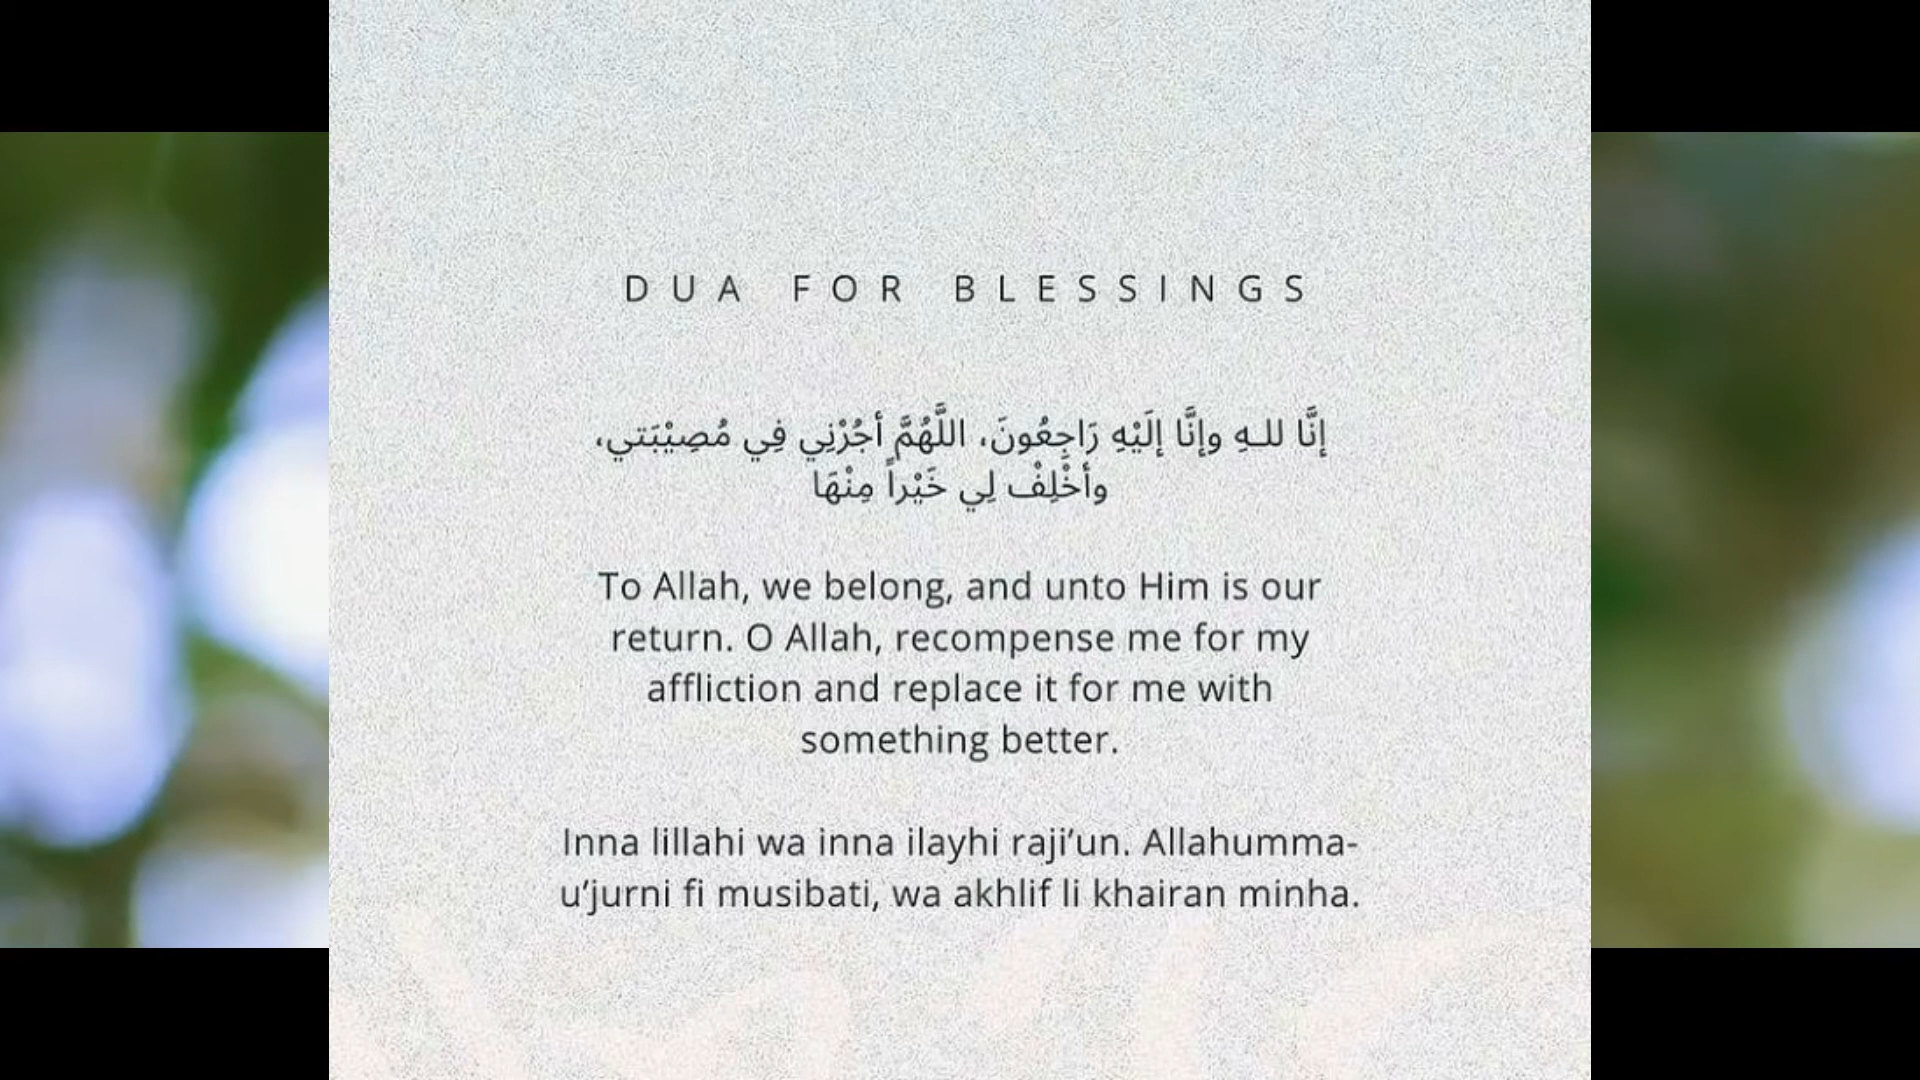 DUA FOR BLESSINGS
إنَّا للـهِ وإنَّا إلَيْهِ رَاجِعُونَ، اللَّهُمَّ أجُرْنِي فِي مُصِيْبَتي،
وأخْلِفْ لِي خَيْراً مِنْهَا
To Allah, we belong, and unto Him is our
return. O Allah, recompense me for my
affliction and replace it for me with
something better.
Inna lillahi wa inna ilayhi raji’un. Allahumma-
u’jurni fi musibati, wa akhlif li khairan minha.